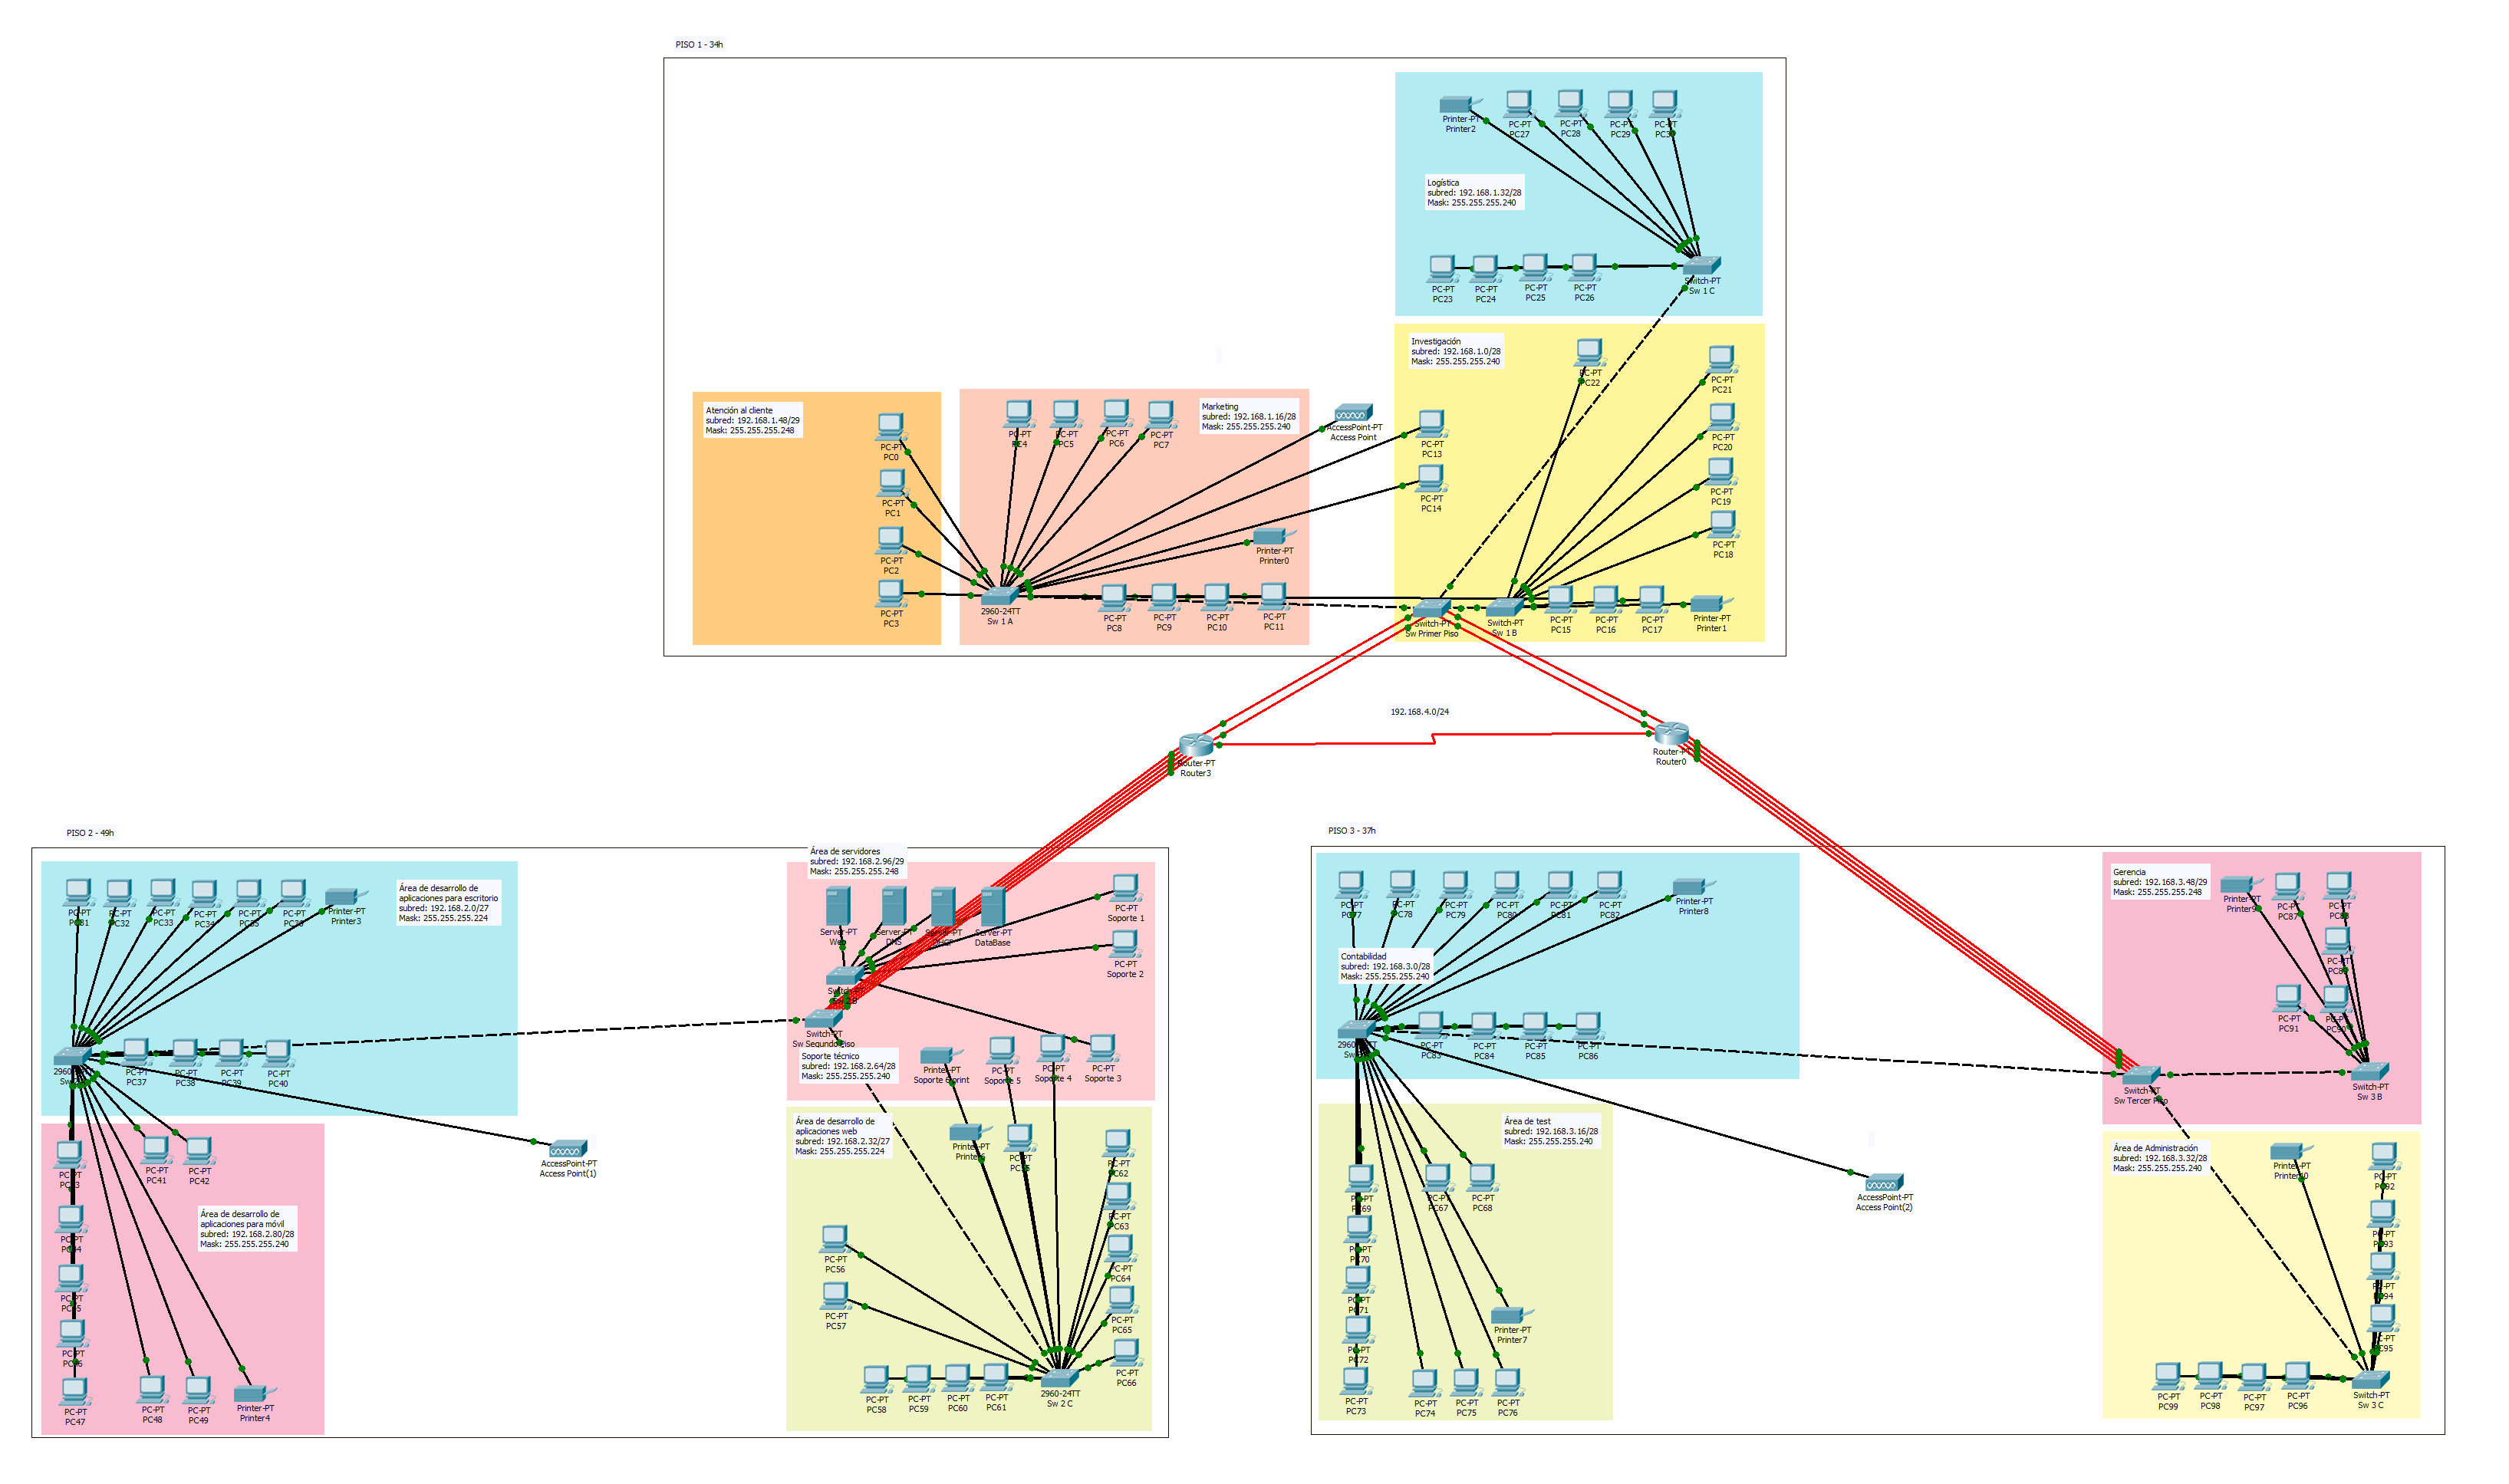 PISO 1 - 34h
Printer-PT
Printer2
PC-PT
PC27
PC-PT
PC28
PC-PT
PC29
PC-PT
Logística
subred: 192.168.1.32/28
Mask: 255.255.255.240
PC-PT
PC23
PC-PT
PC24
PC-PT
PC25
PC-PT
PC26
Switch-PT
Sw 1 C
Investigación
subred: 192.168.1.0/28
Mask: 255.255.255.240
PC-PT
PC22
PC-PT
PC21
PC-PT
PC20
PC-PT
PC19
PC-PT
PC18
Atención al cliente
subred: 192.168.1.48/29
Mask: 255.255.255.248
PC-PT
PC0
PC-PT
PC1
PC-PT
PC2
PC-PT
PC3
Marketing
subred: 192.168.1.16/28
Mask: 255.255.255.240
PC-PT
PC4
PC-PT
PC5
PC-PT
PC6
PC-PT
PC7
AccessPoint-PT
Access Point
PC-PT
PC13
PC-PT
PC14
Printer-PT
Printer0
2960-24TT
Sw 1 A
PC-PT
PC8
PC-PT
PC9
PC-PT
PC10
PC-PT
PC11
Switch-PT
Sw Primer Piso
Switch-PT
Sw 1 B
PC-PT
PC15
PC-PT
PC16
PC-PT
PC17
Printer-PT
Printer1
192.168.4.0/24
Router-PT
Router3
Router-PT
Router0
PISO 2 - 49h
PC-PT
PC31
PC-PT
PC32
PC-PT
PC33
PC-PT
PC34
PC-PT
PC35
PC-PT
Printer-PT
Printer3
Área de desarrollo de
aplicaciones para escritorio
subred: 192.168.2.0/27
Mask: 255.255.255.224
PC-PT
PC37
PC-PT
PC38
PC-PT
PC39
PC-PT
PC40
Área de servidores
subred: 192.168.2.96/29
Mask: 255.255.255.248
Server-PT
Web
Server-PT
DNS
Server-PT
DHCP
Server-PT
DataBase
PC-PT
Soporte 1
PC-PT
Soporte 2
Switch-PT
Sw 2 B
Switch-PT
Sw Segundo Piso
Soporte técnico
subred: 192.168.2.64/28
Mask: 255.255.255.240
Printer-PT
Soporte 6 print
PC-PT
Soporte 5
PC-PT
Soporte 4
PC-PT
Soporte 3
PC-PT
PC41
PC-PT
PC42
AccessPoint-PT
Access Point(1)
Área de desarrollo de
aplicaciones para móvil
subred: 192.168.2.80/28
Mask: 255.255.255.240
PC-PT
PC47
PC-PT
PC48
PC-PT
PC49
Printer-PT
Printer4
Área de desarrollo de
aplicaciones web
subred: 192.168.2.32/27
Mask: 255.255.255.224
Printer-PT
PC-PT
PC-PT
PC62
PC-PT
PC63
PC-PT
PC64
PC-PT
PC65
PC-PT
PC66
PC-PT
PC56
PC-PT
PC57
PC-PT
PC58
PC-PT
PC59
PC-PT
PC60
PC-PT
PC61
2960-24TT
Sw 2 C
PISO 3 - 37h
PC-PT
PC77
PC-PT
PC78
PC-PT
PC79
PC-PT
PC80
PC-PT
PC81
PC-PT
PC82
Printer-PT
Printer8
Contabilidad
subred: 192.168.3.0/28
Mask: 255.255.255.240
PC-PT
PC83
PC-PT
PC84
PC-PT
PC85
PC-PT
PC86
Gerencia
subred: 192.168.3.48/29
Mask: 255.255.255.248
Printer-PT
Printer9
PC-PT
PC87
PC-PT
PC88
PC-PT
PC-PT
PC91
PC-PT
PC90
Switch-PT
Sw Tercer Piso
Switch-PT
Sw 3 B
Área de test
subred: 192.168.3.16/28
Mask: 255.255.255.240
PC-PT
PC69
PC-PT
PC67
PC-PT
PC68
PC-PT
PC70
PC-PT
PC71
PC-PT
PC72
PC-PT
PC73
PC-PT
PC74
PC-PT
PC75
PC-PT
PC76
Printer-PT
Printer7
AccessPoint-PT
Access Point(2)
Área de Administración
subred: 192.168.3.32/28
Mask: 255.255.255.240
Printer-PT
PC-PT
PC92
PC-PT
PC93
PC-PT
PC94
PC-PT
PC95
PC-PT
PC99
PC-PT
PC98
PC-PT
PC97
PC-PT
PC96
Switch-PT
Sw 3 C